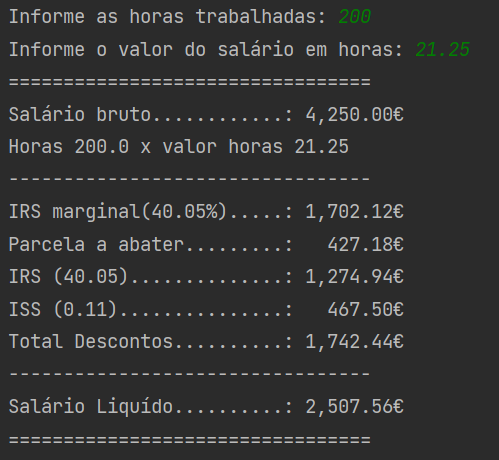 Informe as horas trabalhadas: 200
Informe o valor do salário em horas: 21.25
=================================
Salário bruto............: 4,250.00€
Horas 200.0 x valor horas 21.25
---------------------------------
IRS marginal(40.05%).....: 1,702.12€
Parcela a abater.........:   427.18€
IRS (40.05)..............: 1,274.94€
ISS (0.11)...............:   467.50€
Total Descontos..........: 1,742.44€
---------------------------------
Salário Liquído..........: 2,507.56€
=================================